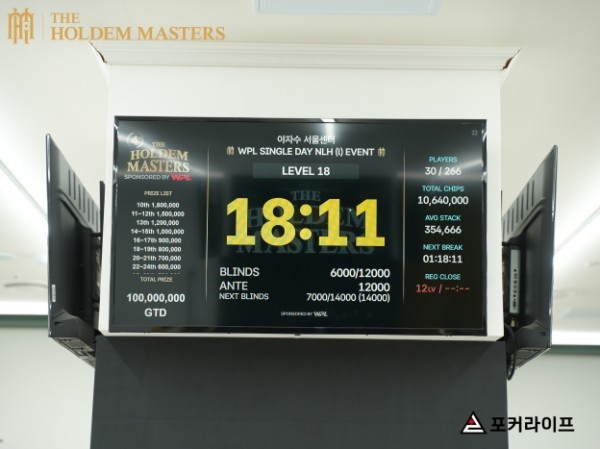 THE
HOLDEM MASTERS
THE
HOLDEM
MASTERS
SPONSORED BY WPL
PRIZE LIST
10th 1,800,000
11~12th 1,500,000
13th 1,200,000
14~15th 1,000,000
16~17th 900,000
18~19th 800,000
20~21th 700,000
22~24th 600,000
TOTAL PRIZE
100,000,000
GTD
야자수 서울센터
WPL SINGLE DAY NLH (I) EVENT
LEVEL 18
THE
HOLDEM
MASTERS
18:11
BLINDS 6000/12000
ANTE 12000
NEXT BLINDS 7000/14000 (14000)
SPONSORED BY WPL
PLAYERS
30 / 266
TOTAL CHIPS
10,640,000
AVG STACK
354,666
NEXT BREAK
01:18:11
REG CLOSE
12LV / --:--
포커라이프